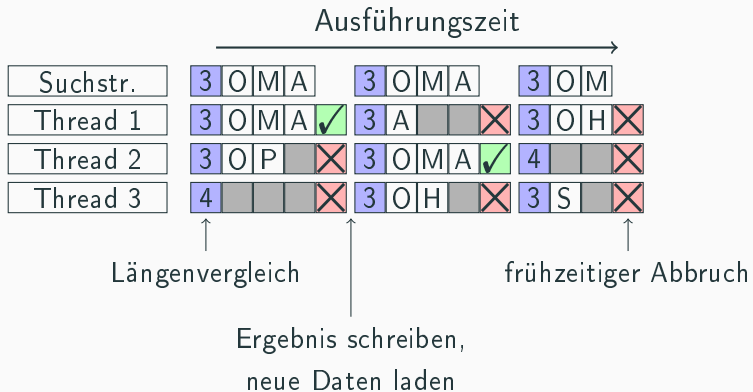 Ausführungszeit
Suchstr. 3 O M A 3 O M A 3 O M
Thread 1 3 O M A ✓ 3 A ✗ 3 O H ✗
Thread 2 3 O P ✗ 3 O M A ✓ 4 ✗
Thread 3 4 ✗ 3 O H ✗ 3 S ✗
Längenvergleich frühzeitiger Abbruch
Ergebnis schreiben,
neue Daten laden